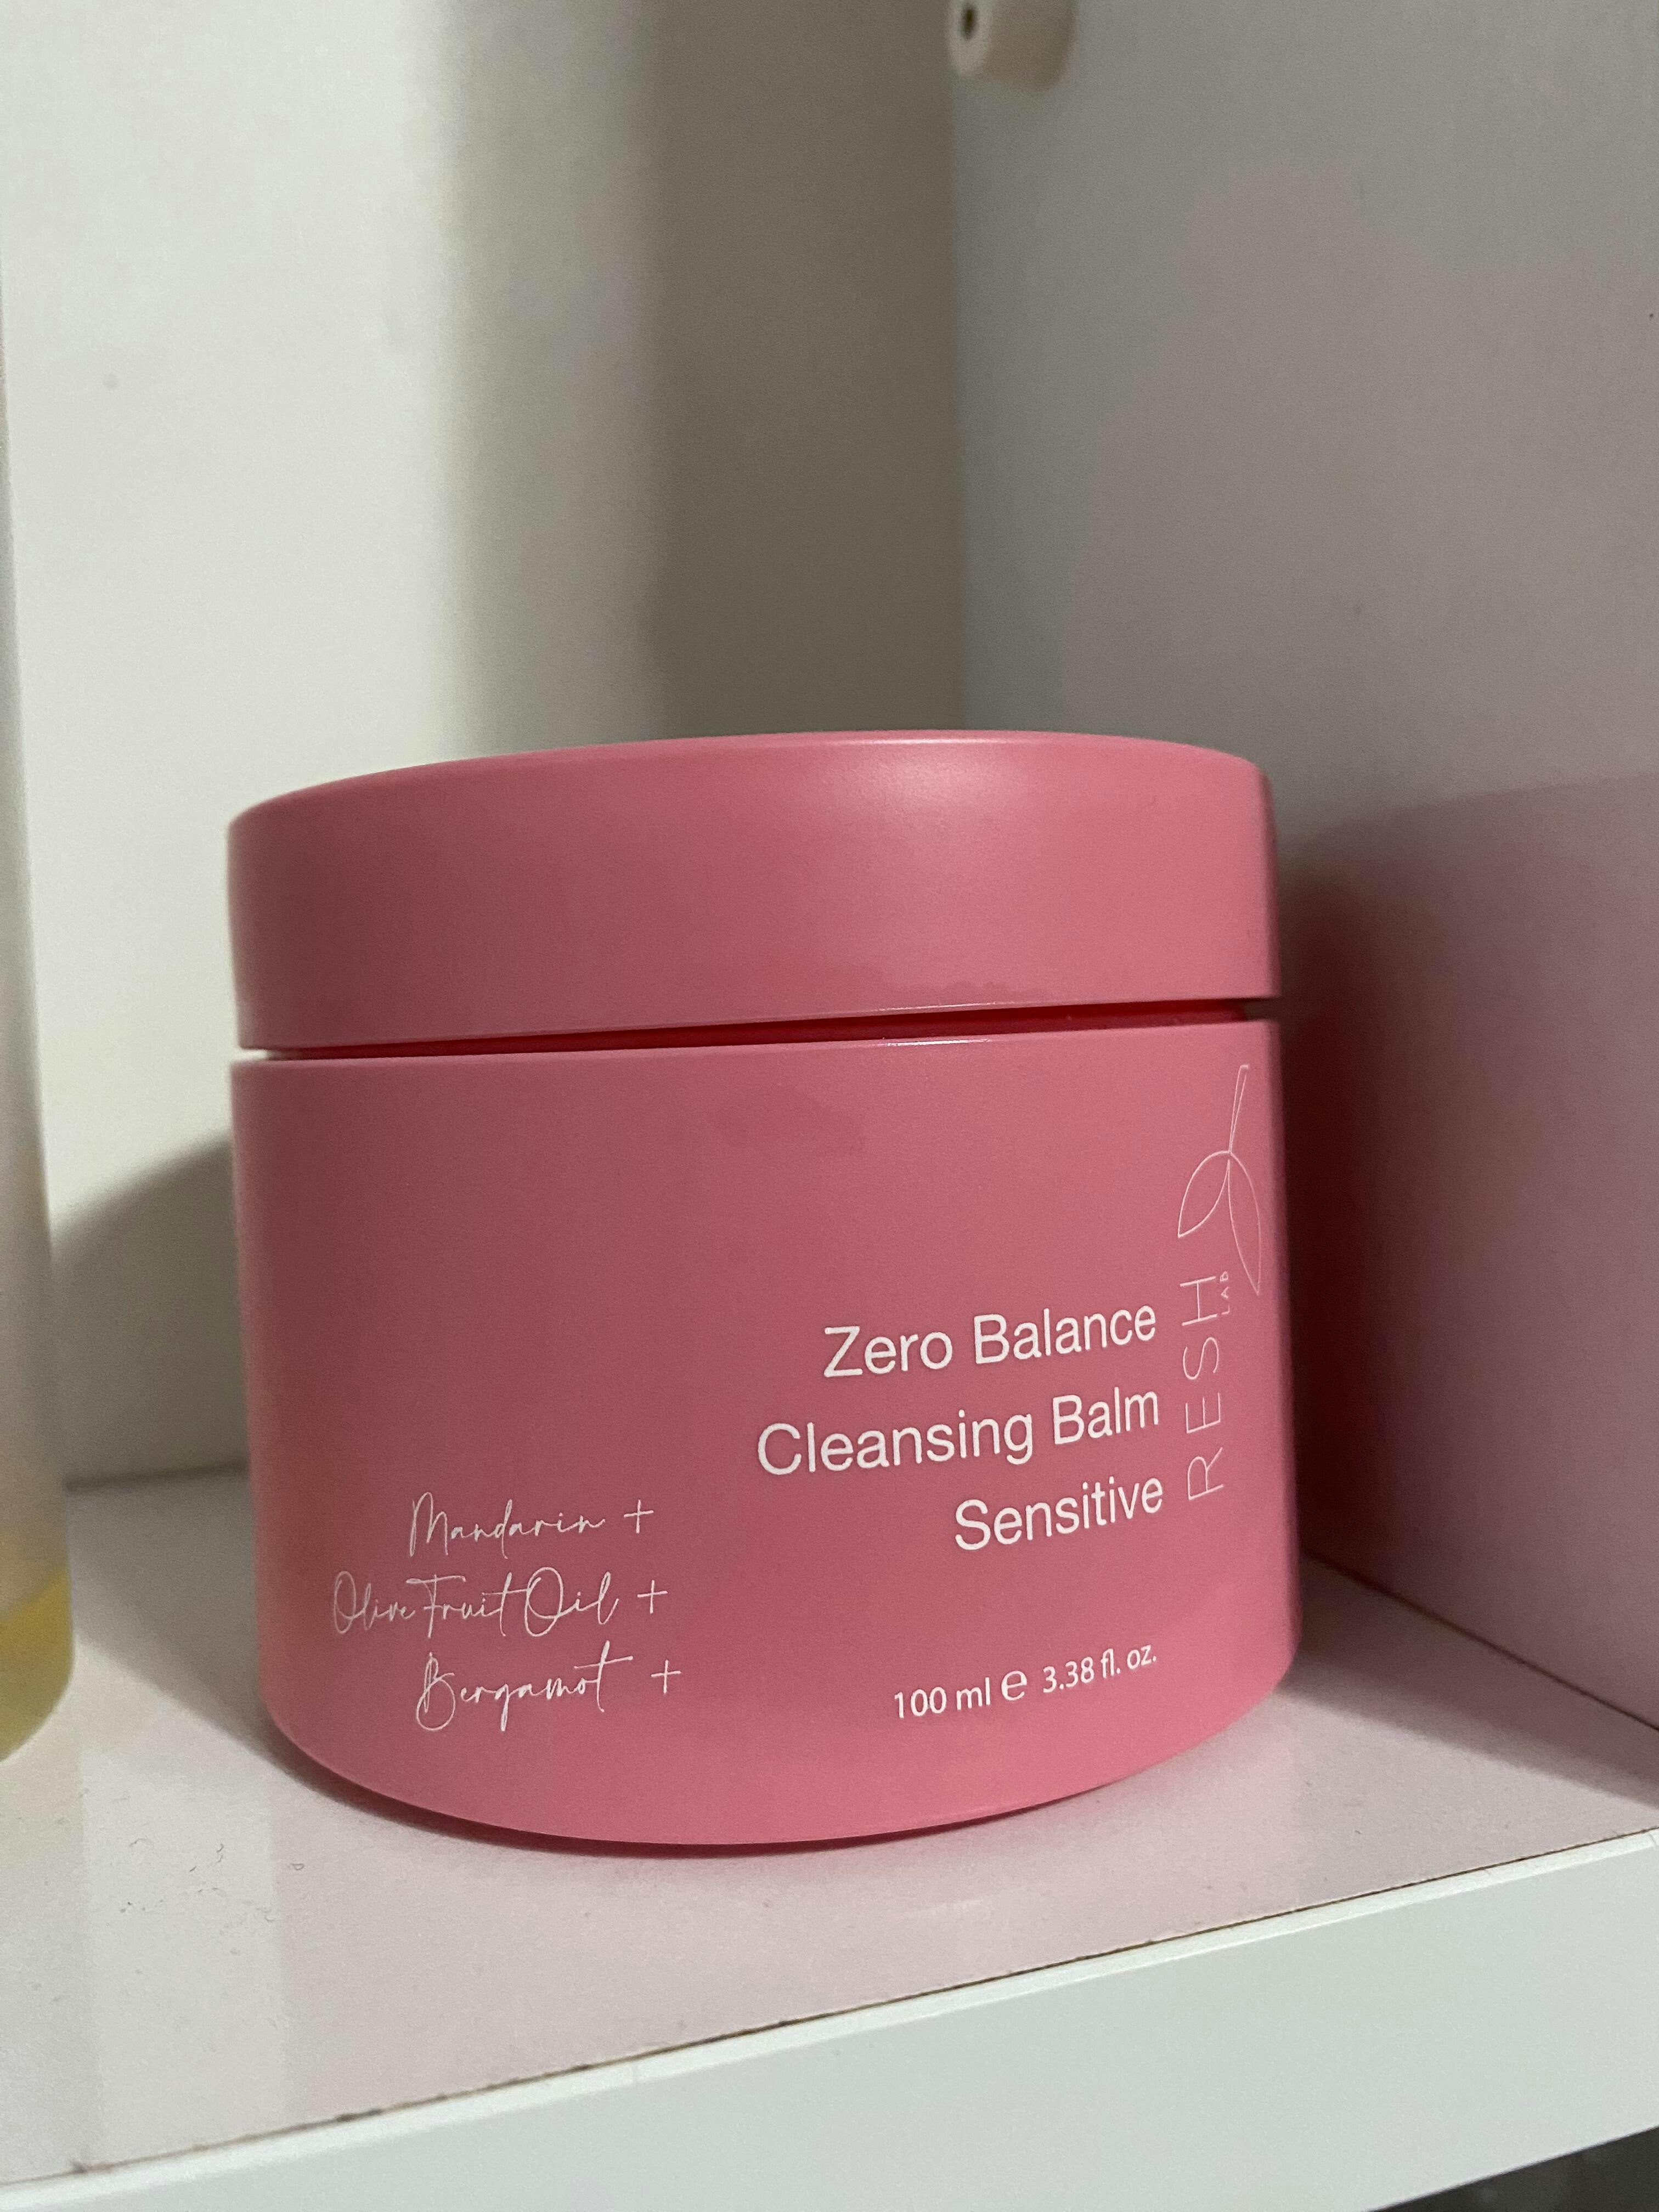 Zero Balance
Cleansing Balm
Sensitive
RESH
LAB
Mandarin +
Olive Fruit Oil +
Bergamot +
100 ml ℮ 3.38 fl. oz.